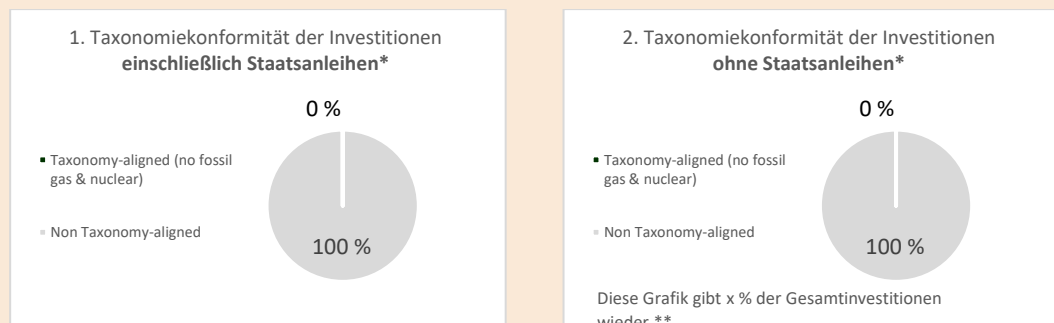 1. Taxonomiekonformität der Investitionen
einschließlich Staatsanleihen*
0 %
Taxonomy-aligned (no fossil
gas & nuclear)
Non Taxonomy-aligned
100 %
2. Taxonomiekonformität der Investitionen
ohne Staatsanleihen*
0 %
Taxonomy-aligned (no fossil
gas & nuclear)
Non Taxonomy-aligned
100 %
Diese Grafik gibt x % der Gesamtinvestitionen
wieder.**